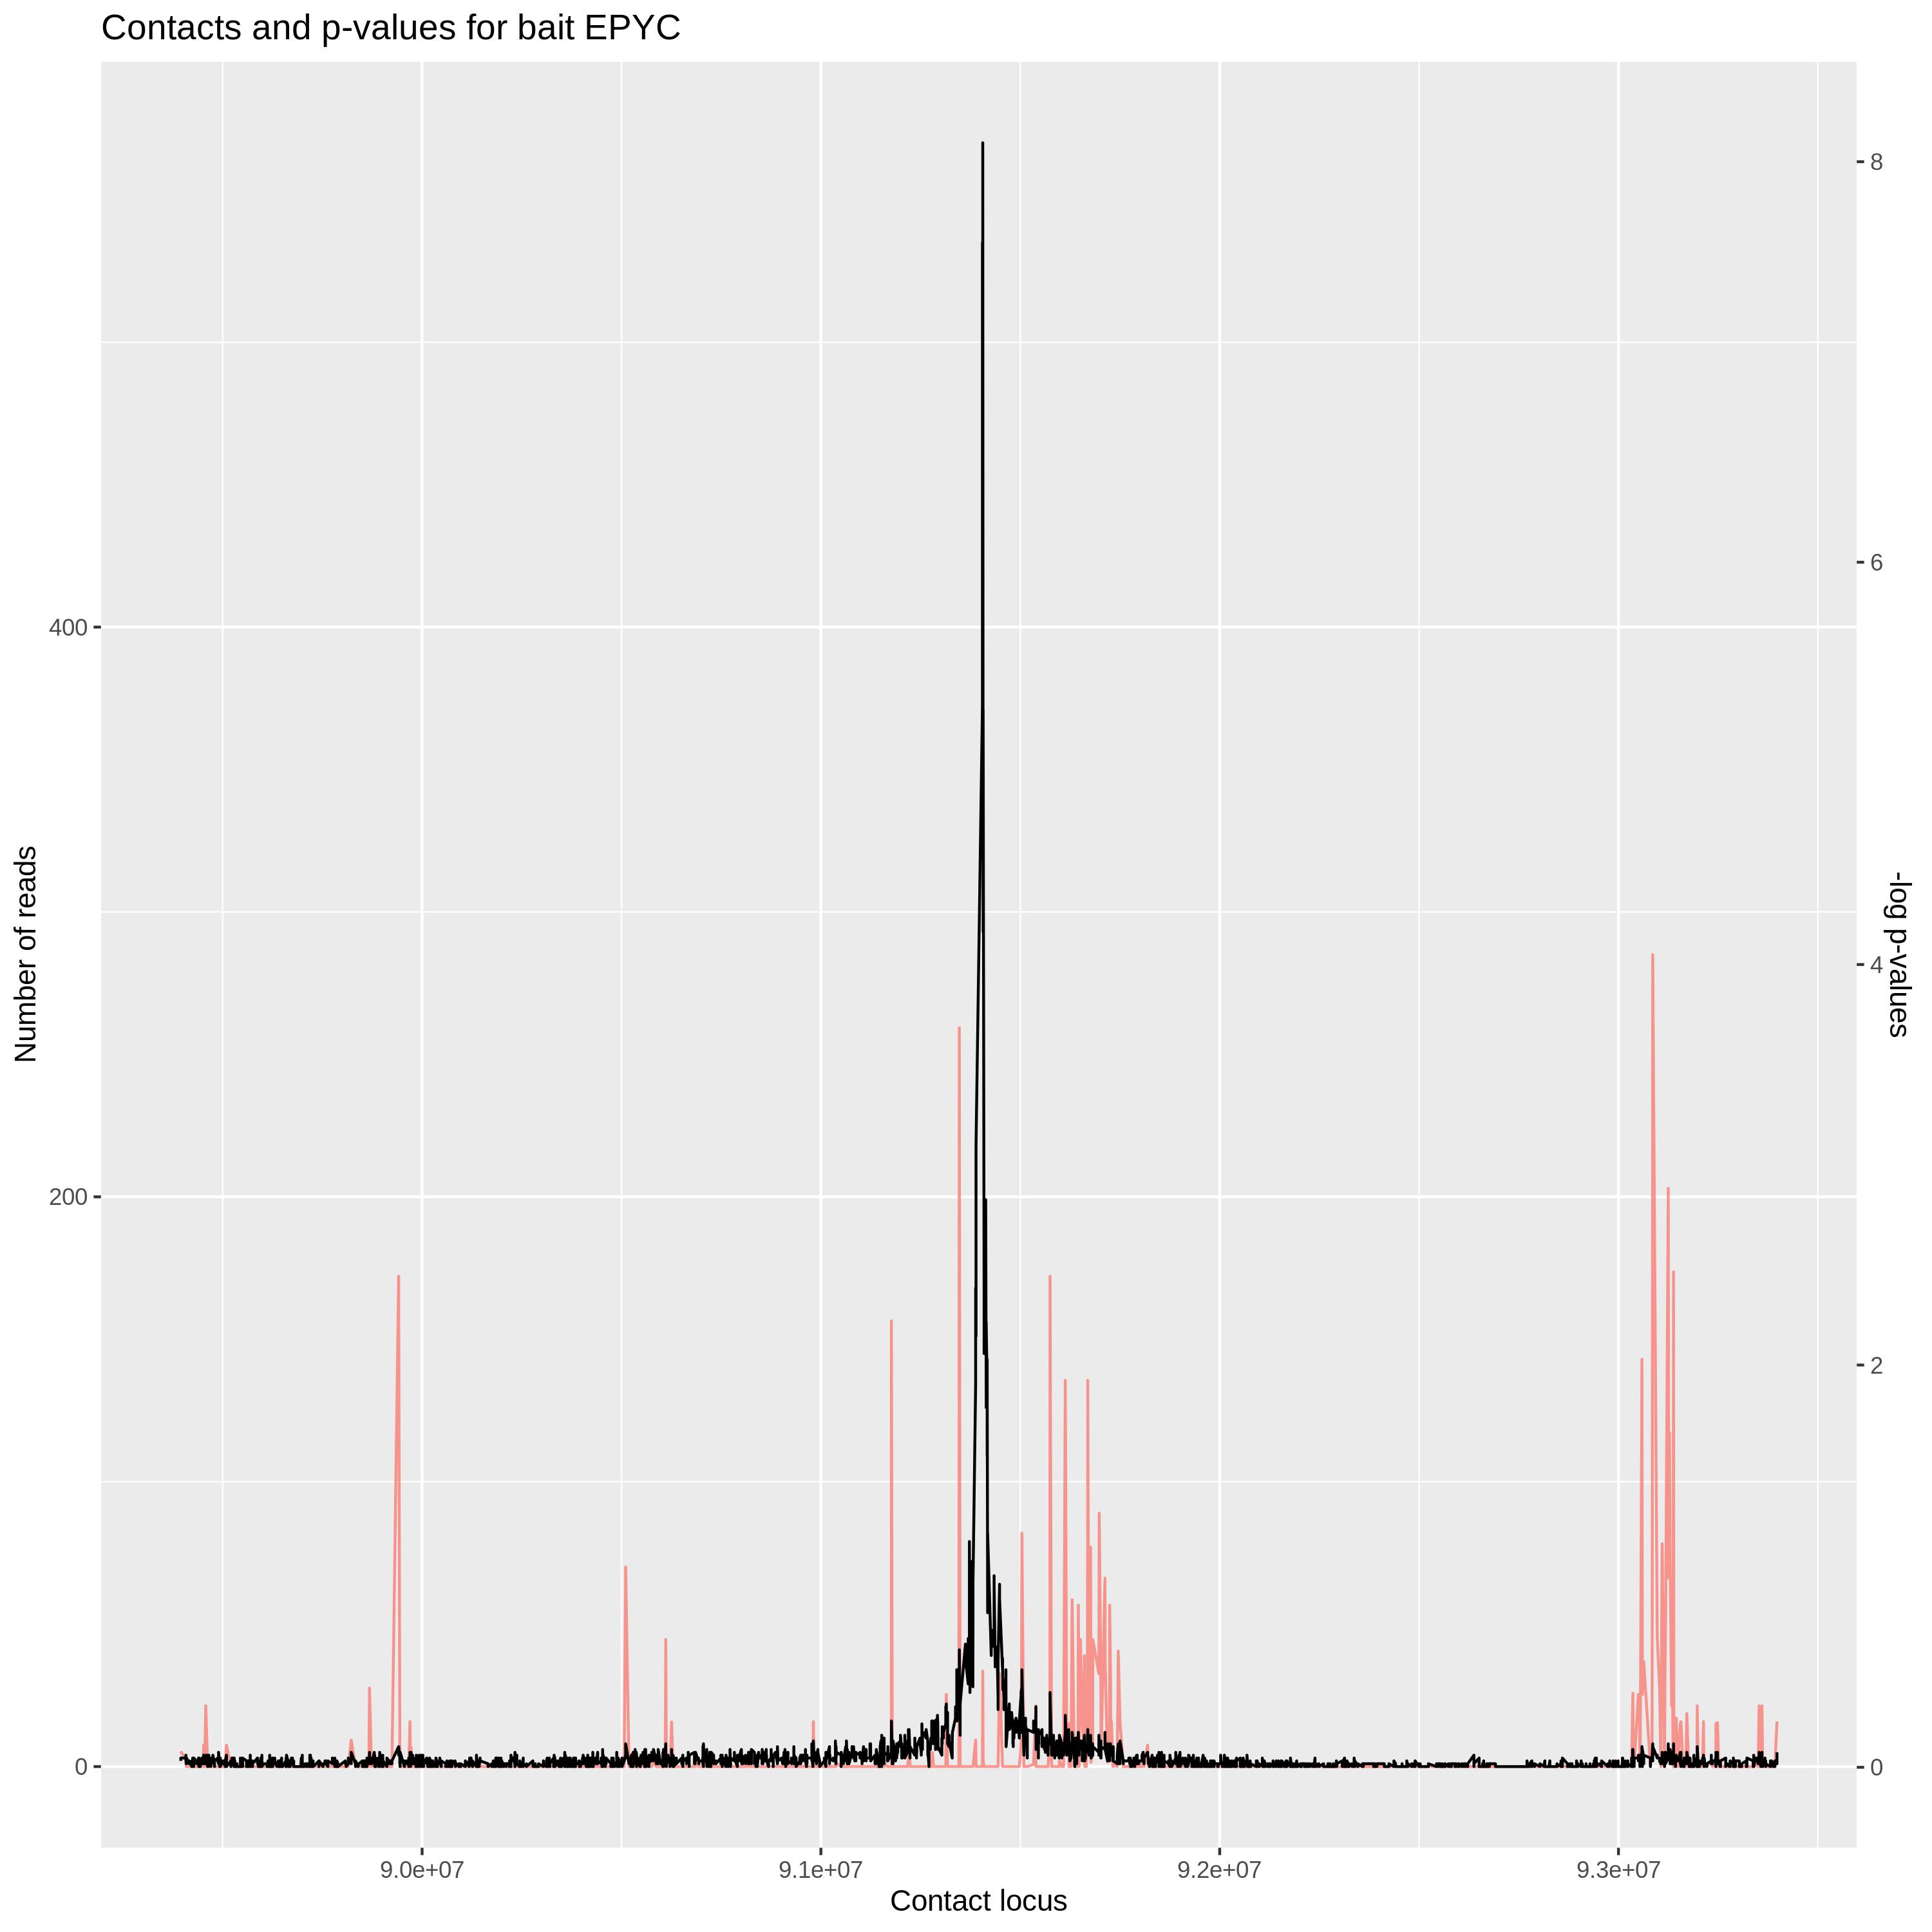 Contacts and p-values for bait EPYC
Number of reads
400
200
0
8
6
4
2
0
-log p-values
9.0e+07
9.1e+07
9.2e+07
9.3e+07
Contact locus